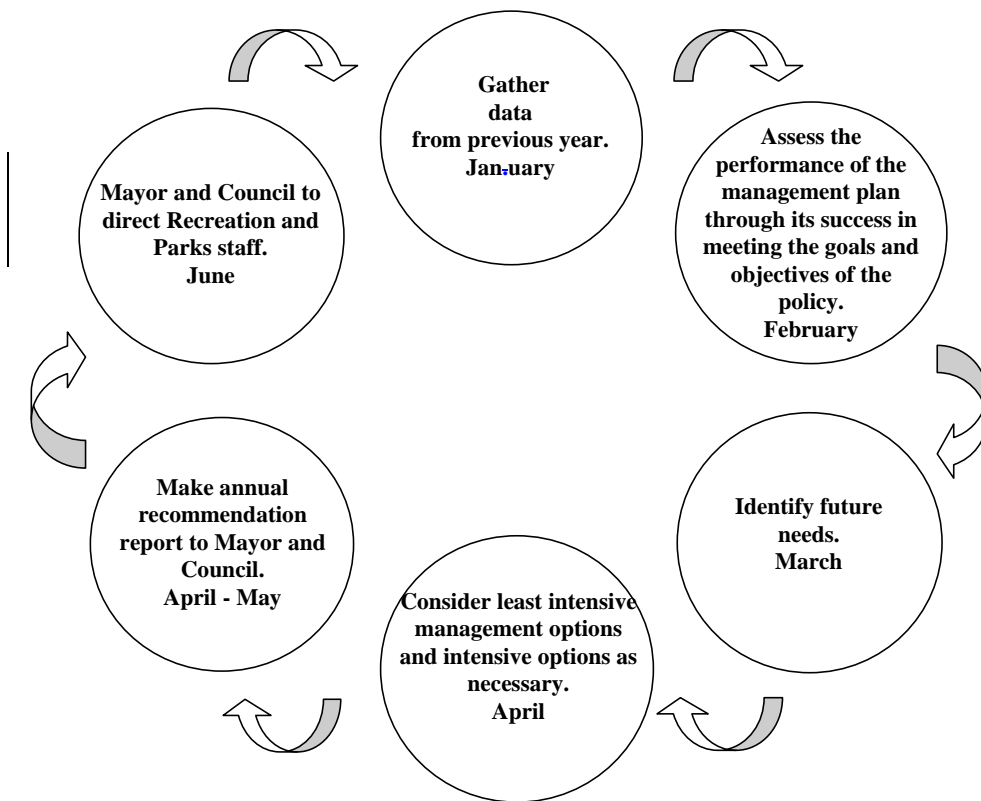 Gather
data
from previous year.
Jan-uary
Assess the
performance of the
management plan
through its success in
meeting the goals and
objectives of the
policy.
February
Identify future
needs.
March
Consider least intensive
management options
and intensive options as
necessary.
April
Make annual
recommendation
report to Mayor and
Council.
April - May
Mayor and Council to
direct Recreation and
Parks staff.
June